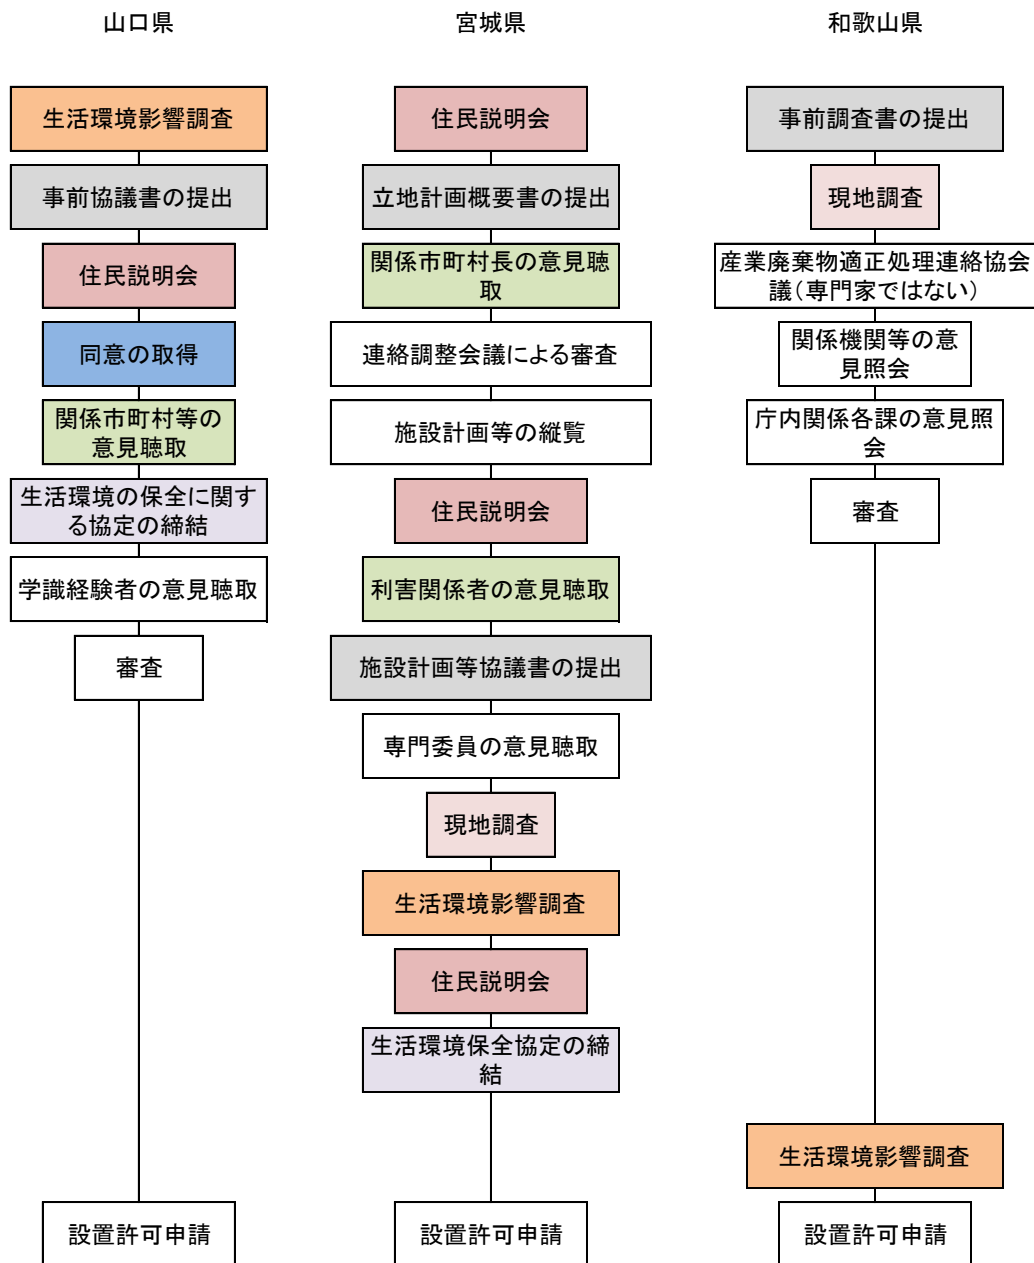 山口県
生活環境影響調査
事前協議書の提出
住民説明会
同意の取得
関係市町村等の
意見聴取
生活環境の保全に関す
る協定の締結
学識経験者の意見聴取
審査
設置許可申請
宮城県
住民説明会
立地計画概要書の提出
関係市町村長の意見聴
取
連絡調整会議による審査
施設計画等の縦覧
住民説明会
利害関係者の意見聴取
施設計画等協議書の提出
専門委員の意見聴取
現地調査
生活環境影響調査
住民説明会
生活環境保全協定の締
結
設置許可申請
和歌山県
事前調査書の提出
現地調査
産業廃棄物適正処理連絡協会
議(専門家ではない)
関係機関等の意
見照会
庁内関係各課の意見照
会
審査
生活環境影響調査
設置許可申請